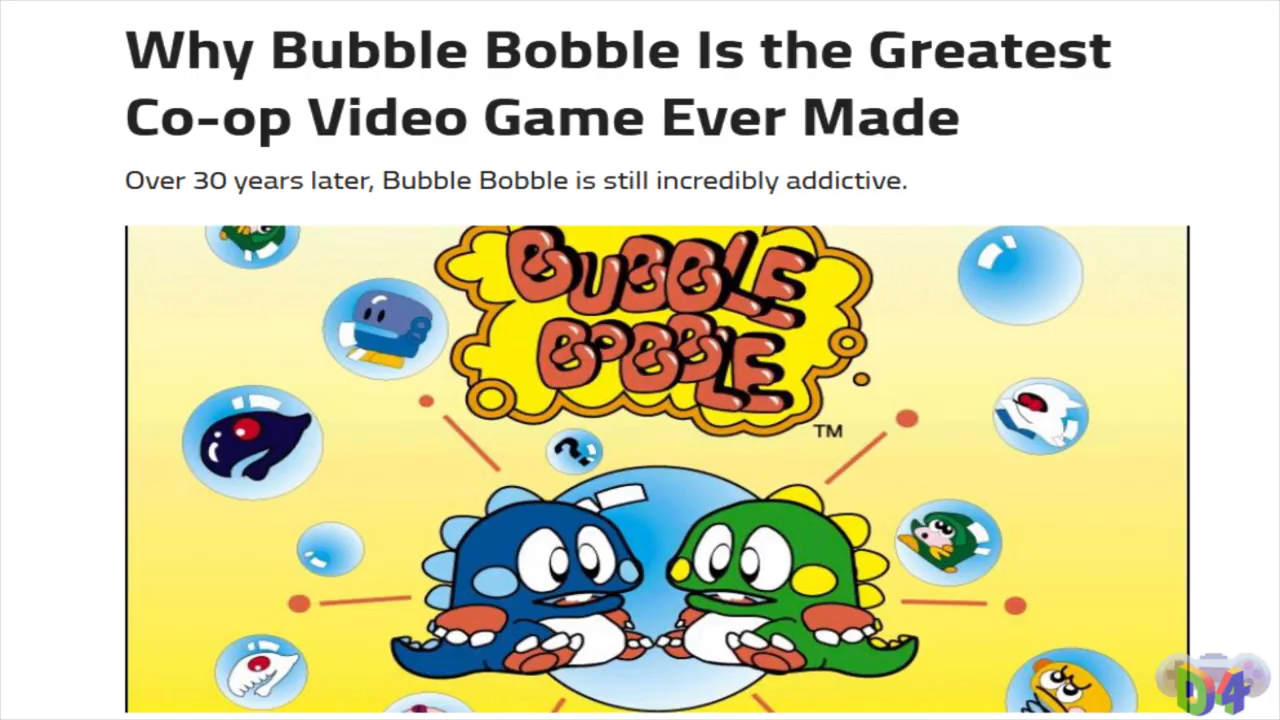 Why Bubble Bobble Is the Greatest
Co-op Video Game Ever Made
Over 30 years later, Bubble Bobble is still incredibly addictive.
BUBBLE
BOBBLE
TM
?
D4